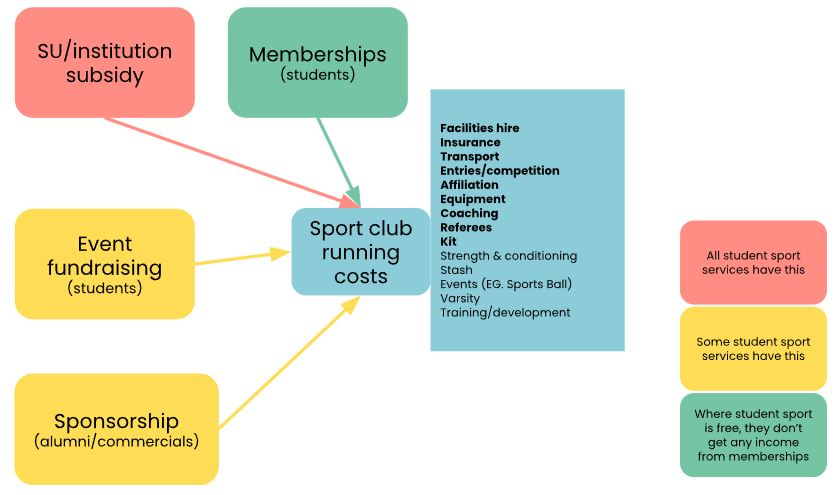 SU/institution
subsidy
Memberships
(students)
Facilities hire
Insurance
Transport
Entries/competition
Affiliation
Equipment
Coaching
Referees
Kit
Strength & conditioning
Stash
Events (EG. Sports Ball)
Varsity
Training/development
Event
fundraising
(students)
Sport club
running
costs
Sponsorship
(alumni/commercials)
All student sport
services have this
Some student sport
services have this
Where student sport
is free, they don’t
get any income
from memberships